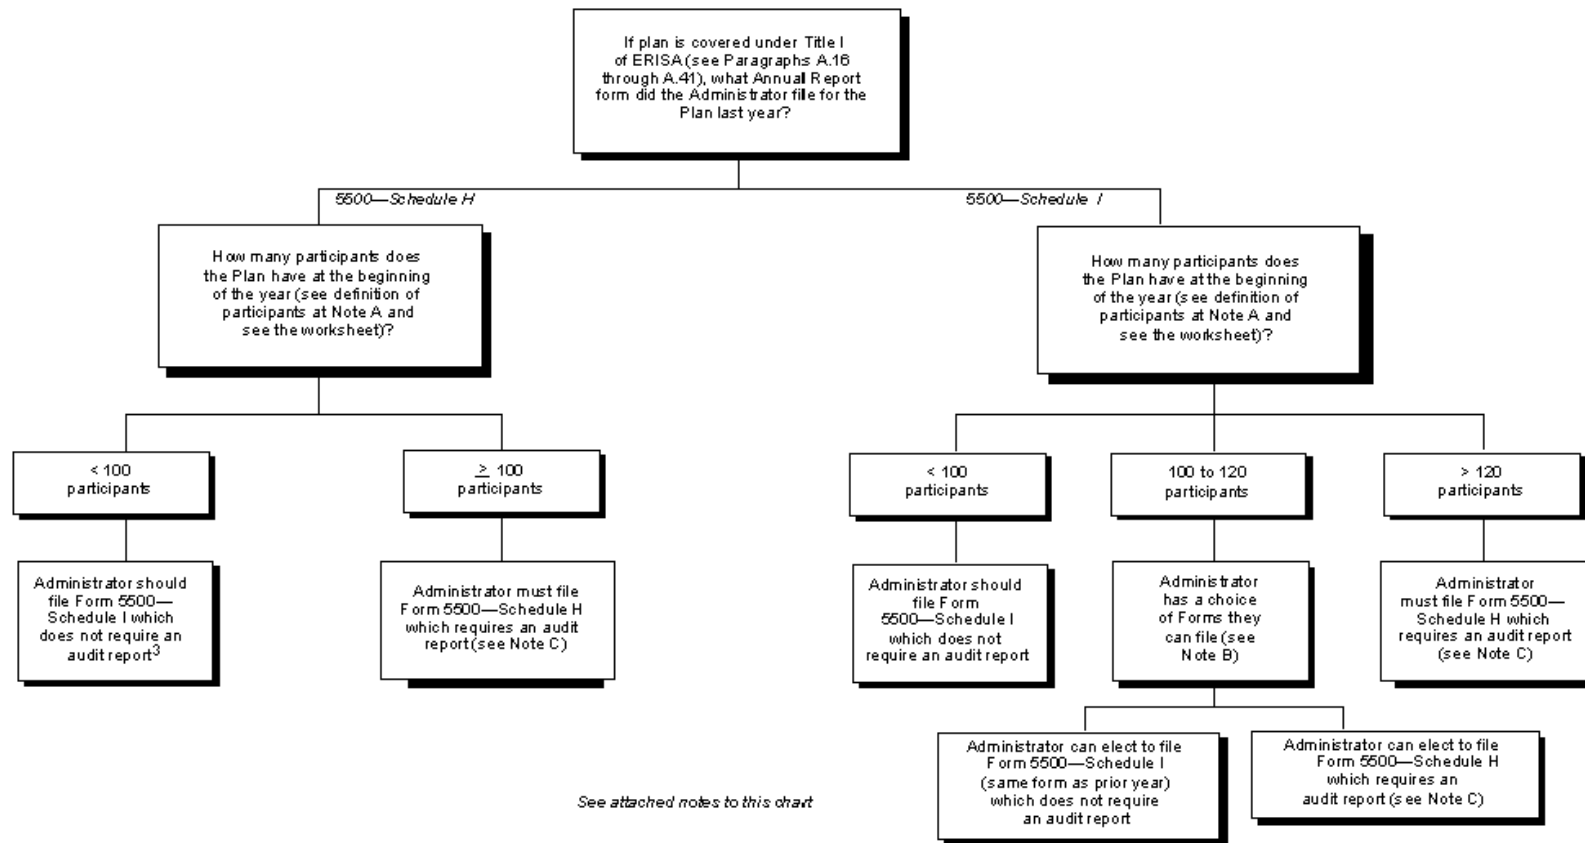 If plan is covered under Title I
of ERISA (see Paragraphs A.16
through A.41), what Annual Report
form did the Administrator file for the
Plan last year?
5500—Schedule H
5500—Schedule I
How many participants does
the Plan have at the beginning
of the year (see definition of
participants at Note A and
see the worksheet)?
How many participants does
the Plan have at the beginning
of the year (see definition of
participants at Note A and
see the worksheet)?
< 100
participants
≥ 100
participants
< 100
participants
100 to 120
participants
> 120
participants
Administrator should
file Form 5500—
Schedule I which
does not require an
audit report3
Administrator must file
Form 5500—Schedule H
which requires an audit
report (see Note C)
Administrator should
file Form
5500—Schedule I
which does not
require an audit report
Administrator
has a choice
of Forms they
can file (see
Note B)
Administrator
must file Form 5500—
Schedule H which
requires an audit report
(see Note C)
Administrator can elect to file
Form 5500—Schedule I
(same form as prior year)
which does not require
an audit report
Administrator can elect to file
Form 5500—Schedule H
which requires an
audit report (see Note C)
See attached notes to this chart